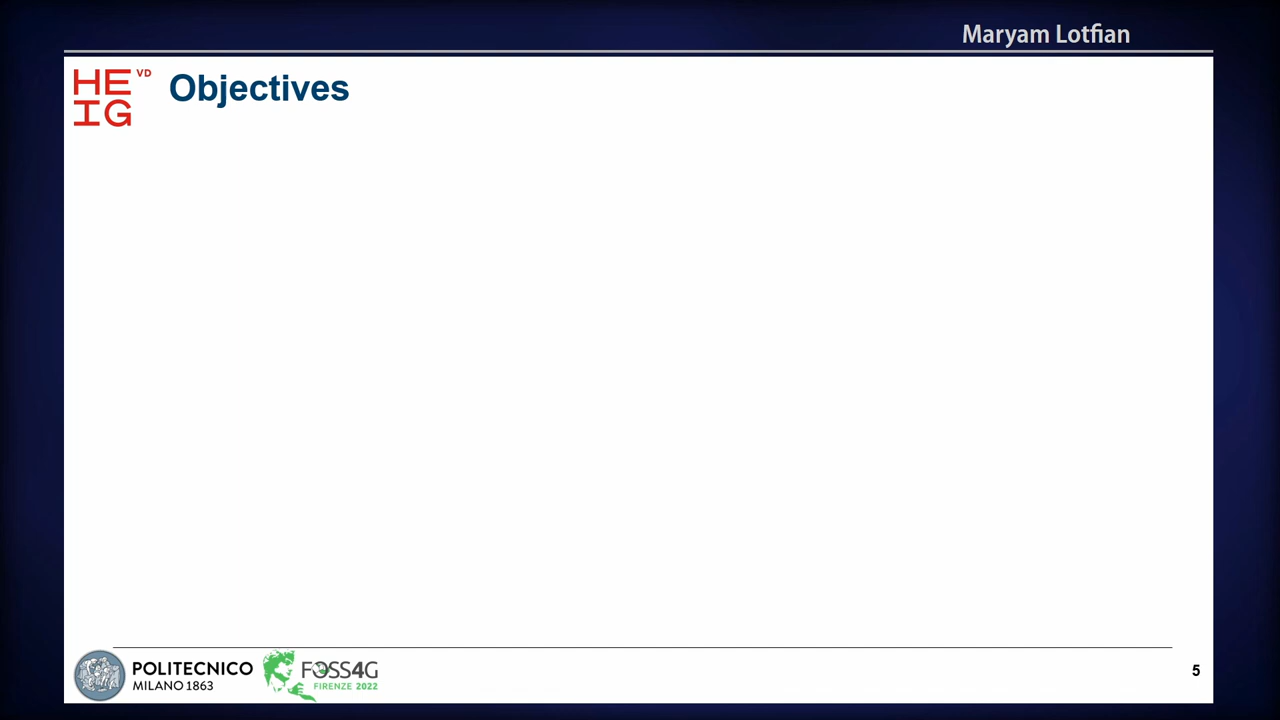 Maryam Lotfian
HE VD
IG
Objectives
POLITECNICO
MILANO 1863
FOSS4G
FIRENZE 2022
5